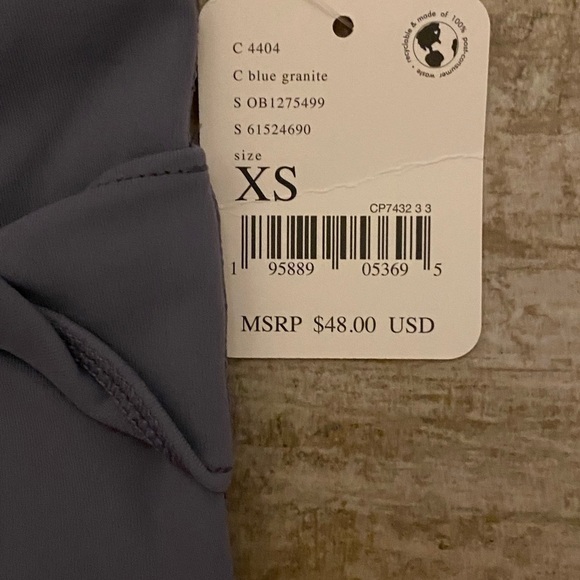 recyclable & made of 100% post-consumer waste •
C 4404
C blue granite
S OB1275499
S 61524690
size
XS
CP7432 3 3
1 95889 05369 5
MSRP $48.00 USD